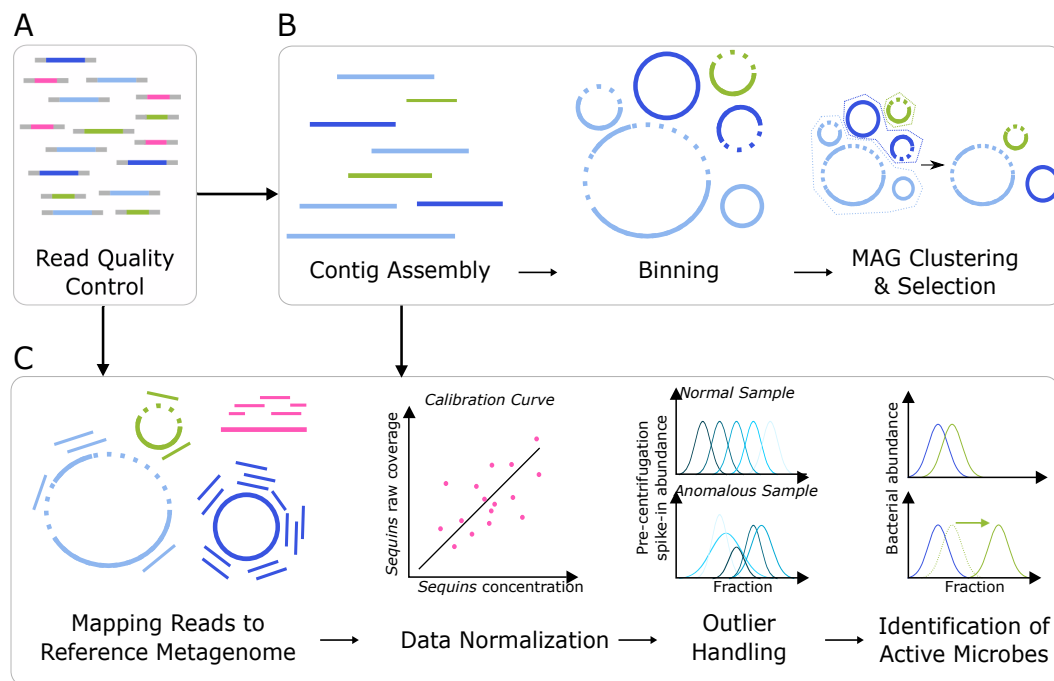 A
B
Read Quality
Control
Contig Assembly
Binning
MAG Clustering
& Selection
C
Calibration Curve
Sequins raw coverage
Sequins concentration
Normal Sample
Anomalous Sample
Pre-centrifugation
spike-in abundance
Fraction
Bacterial abundance
Fraction
Mapping Reads to
Reference Metagenome
Data Normalization
Outlier
Handling
Identification of
Active Microbes